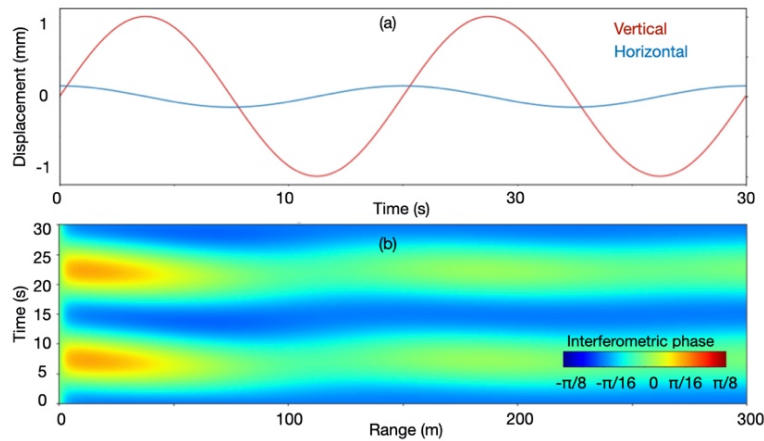 (a)
Vertical
Horizontal
Displacement (mm)
1
0
-1
0 10 30 30
Time (s)
(b)
Time (s)
30
25
20
15
10
5
0
Interferometric phase
-π/8 -π/16 0 π/16 π/8
0 100 200 300
Range (m)